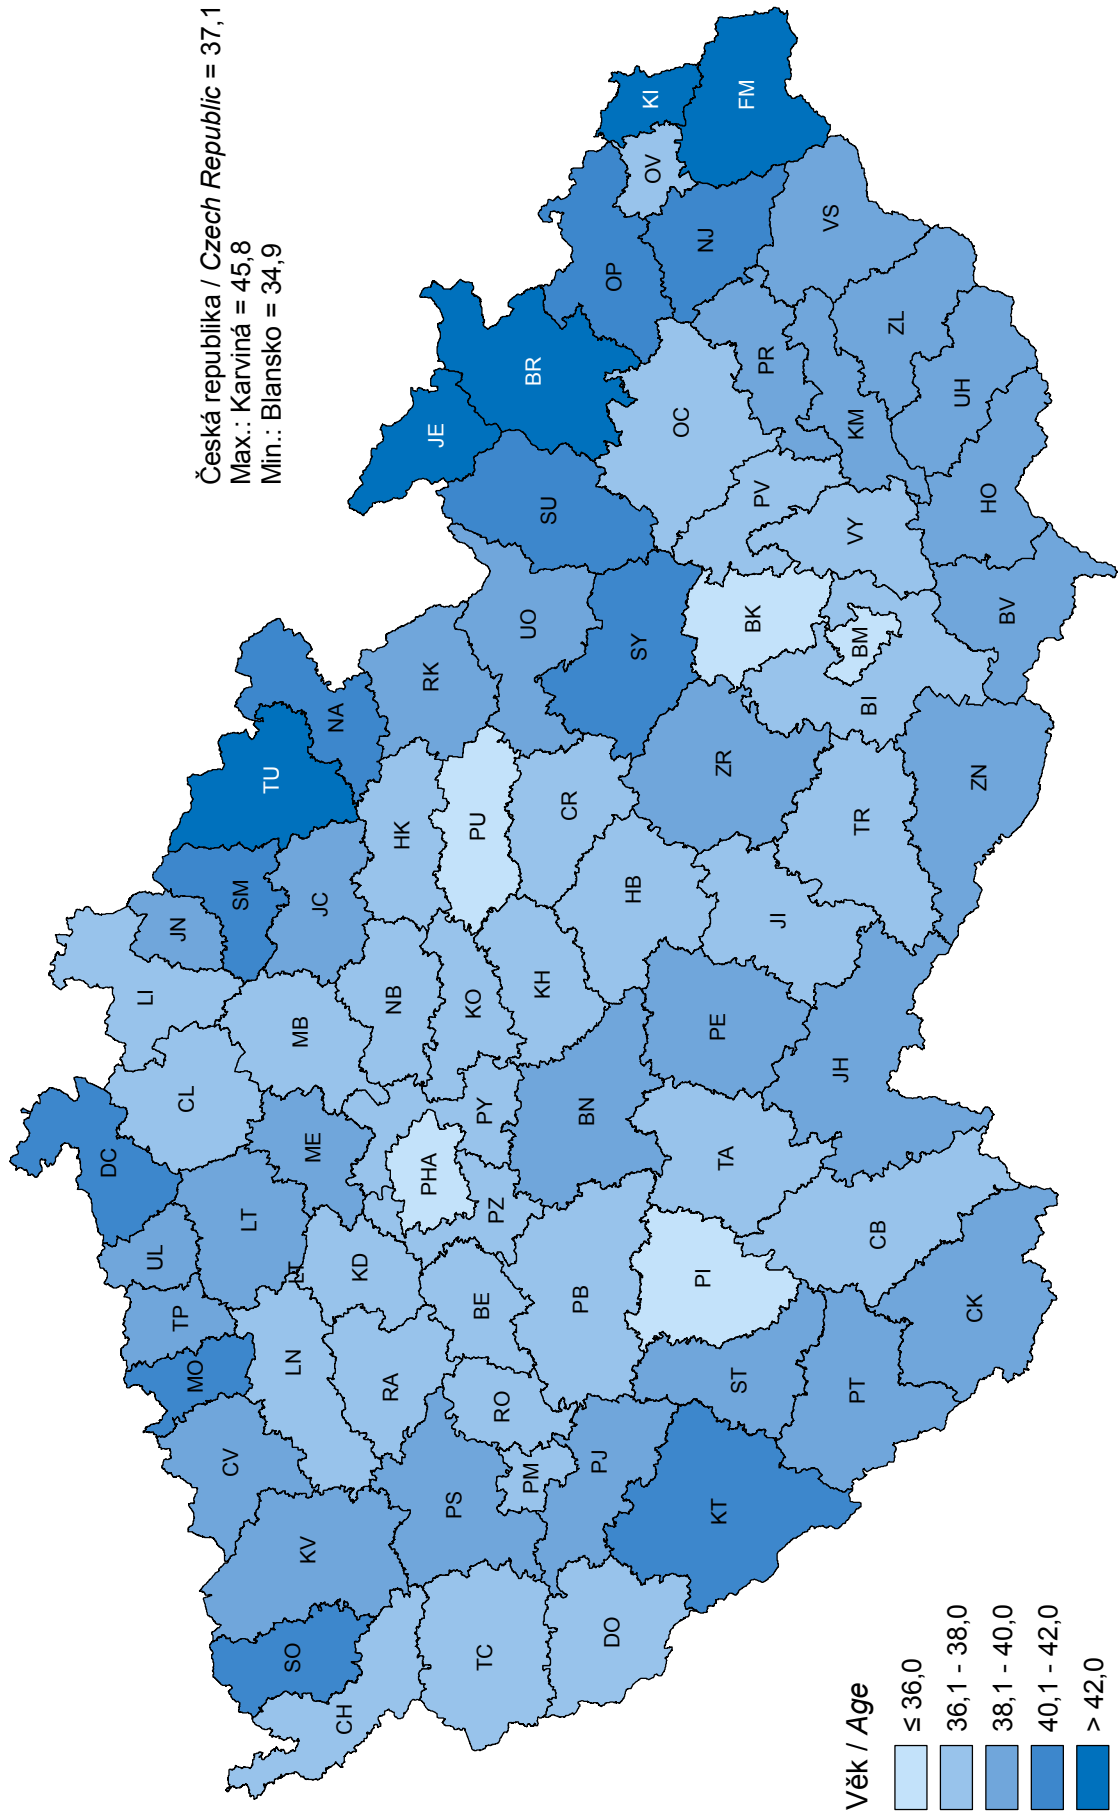 Česká republika / Czech Republic = 37,1
Max.: Karviná = 45,8
Min.: Blansko = 34,9
DC
LI
JN
CL
SM
TU
UL
TP
MO
LT
MB
JC
NA
JE
CV
ME
LT
LN
KD
NB
HK
RK
BR
SO
KV
RA
PHA
KO
PU
UO
SU
OP
KI
CH
PS
BE
PZ
PY
KH
CR
SY
OC
OV
TC
PM
RO
PB
BN
HB
ZR
BK
PV
PR
NJ
FM
DO
PJ
KT
ST
PI
TA
PE
JI
TR
BI
BM
VY
KM
ZL
VS
PT
CK
CB
JH
ZN
BV
HO
UH
Věk / Age
≤ 36,0
36,1 - 38,0
38,1 - 40,0
40,1 - 42,0
> 42,0